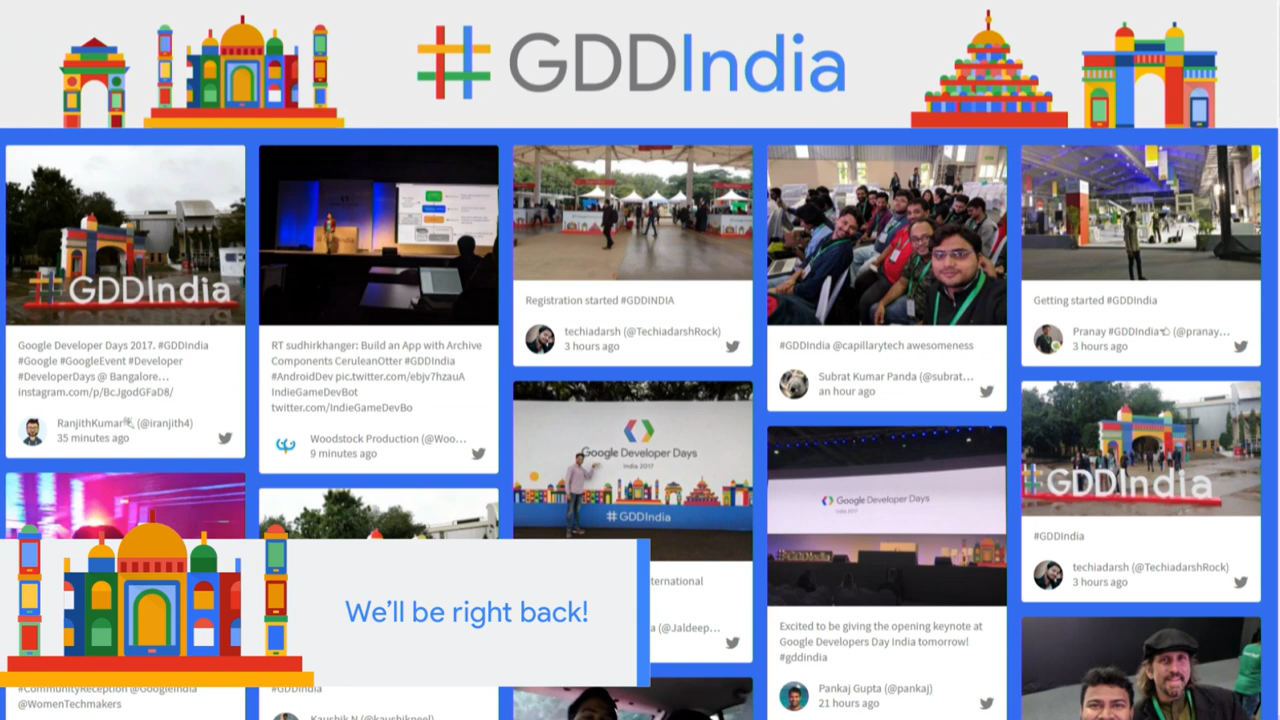 #GDDIndia
#GDDIndia
Google Developer Days 2017. #GDDIndia
#Google #GoogleEvent #Developer
#DeveloperDays @ Bangalore...
instagram.com/p/BcJgodGFaD8/
RanjithKumar (@iranjith4)
35 minutes ago
RT sudhirkhanger: Build an App with Archive
Components CeruleanOtter #GDDIndia
#AndroidDev pic.twitter.com/ebjv7hzauA
IndieGameDevBot
twitter.com/IndieGameDevBo
Woodstock Production (@Woo...
9 minutes ago
Registration started #GDDINDIA
techiadarsh (@TechiadarshRock)
3 hours ago
#GDDIndia @capillarytech awesomeness
Subrat Kumar Panda (@subrat...
an hour ago
Getting started #GDDIndia
Pranay #GDDIndia (@pranay...
3 hours ago
Google Developer Days
India 2017
#GDDIndia
ternational
a (@Jaldeep...
Google Developer Days
India 2017
#GDDIndia
Excited to be giving the opening keynote at
Google Developers Day India tomorrow!
#gddindia
Pankaj Gupta (@pankaj)
21 hours ago
#GDDIndia
#GDDIndia
techiadarsh (@TechiadarshRock)
3 hours ago
We'll be right back!
#CommunityReception @GoogleIndia
@WomenTechmakers
#GDDIndia
Kaushik N (@kaushikneel)